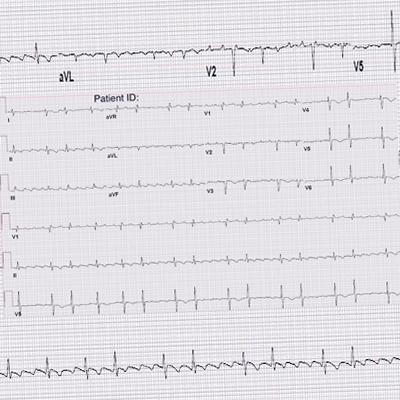 aVL V2 V5
Patient ID:
I aVR V1 V4
II aVL V2 V5
III aVF V3 V6
V1
II
V5